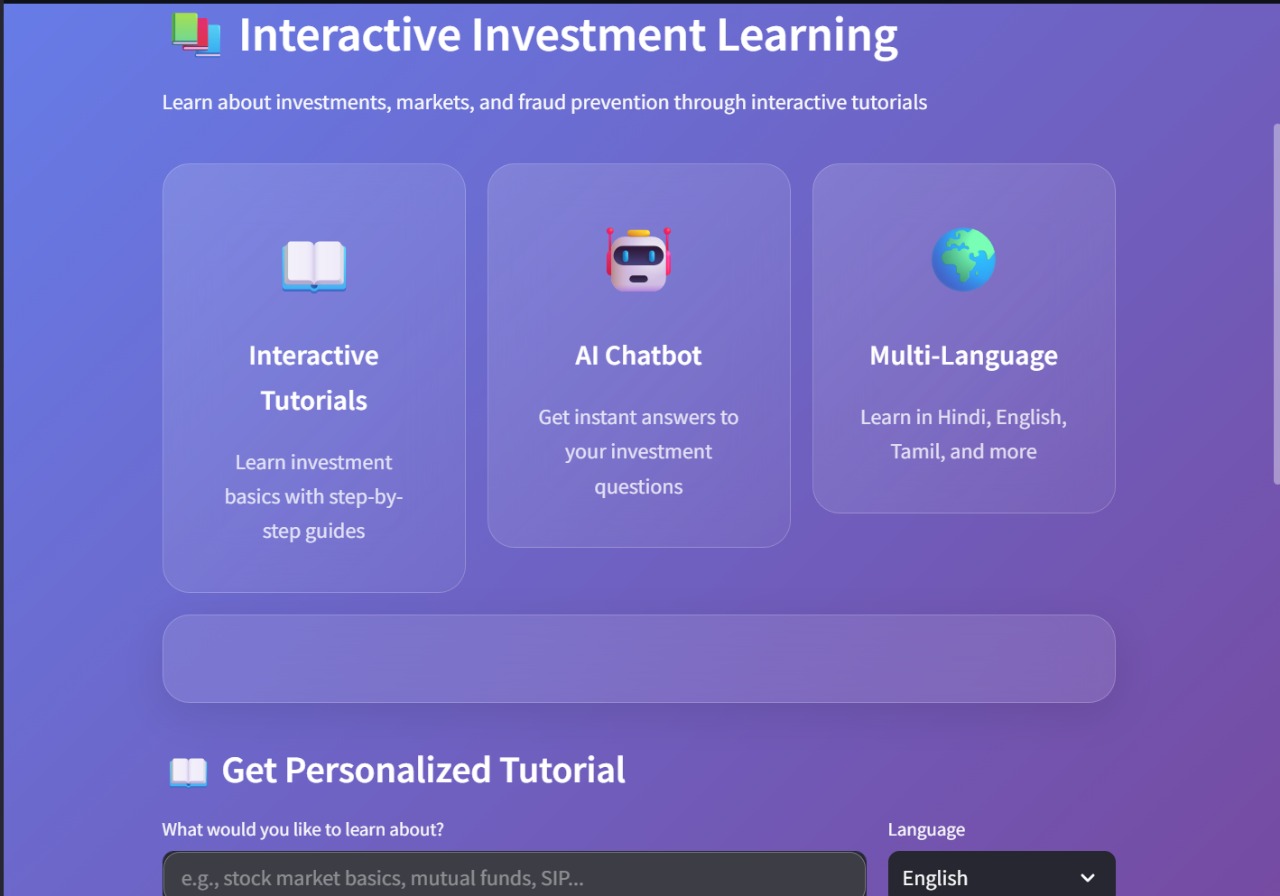 Interactive Investment Learning
Learn about investments, markets, and fraud prevention through interactive tutorials
Interactive
Tutorials
Learn investment
basics with step-by-
step guides
AI Chatbot
Get instant answers to
your investment
questions
Multi-Language
Learn in Hindi, English,
Tamil, and more
Get Personalized Tutorial
What would you like to learn about?
Language
e.g., stock market basics, mutual funds, SIP...
English